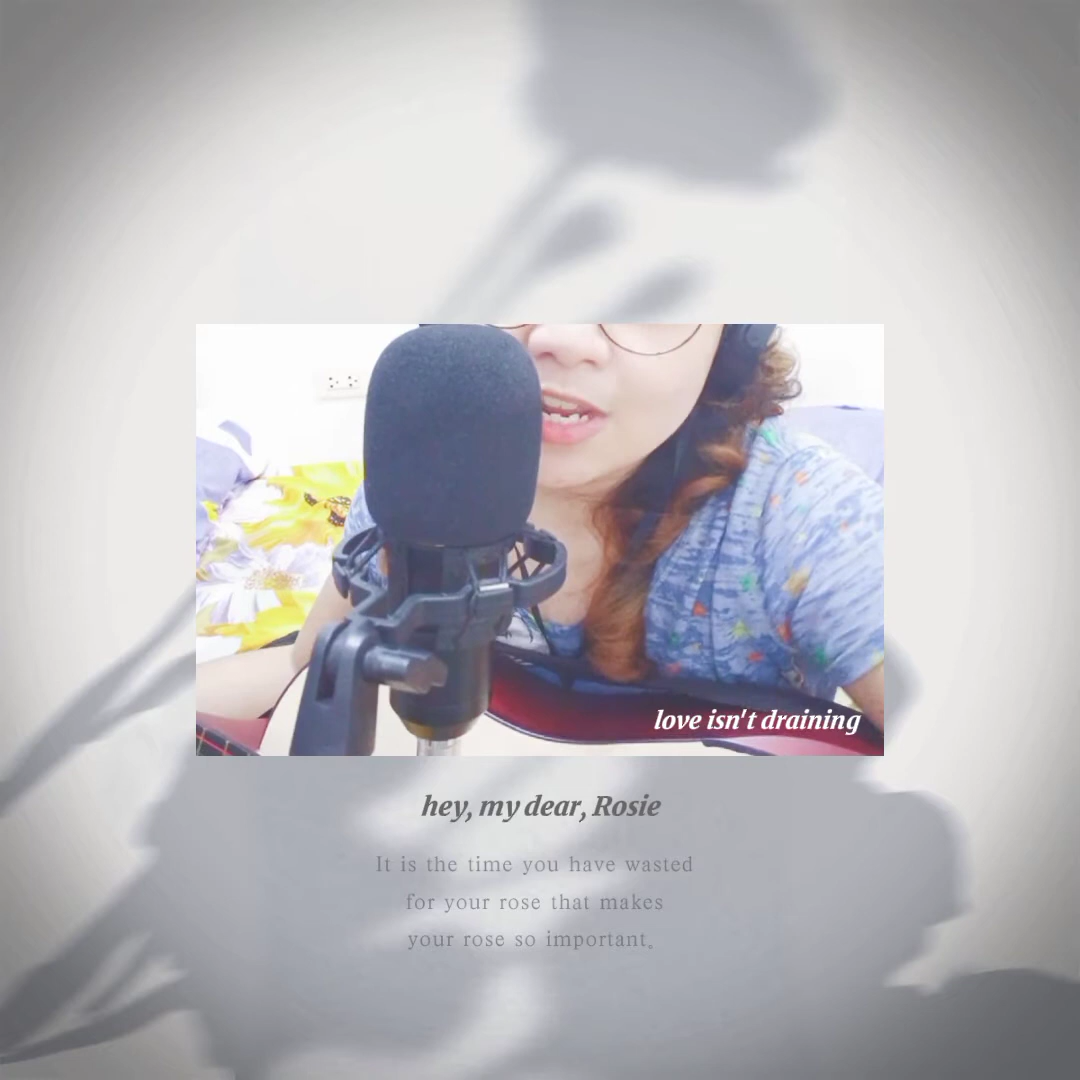 love isn't draining
hey, my dear, Rosie
It is the time you have wasted
for your rose that makes
your rose so important。